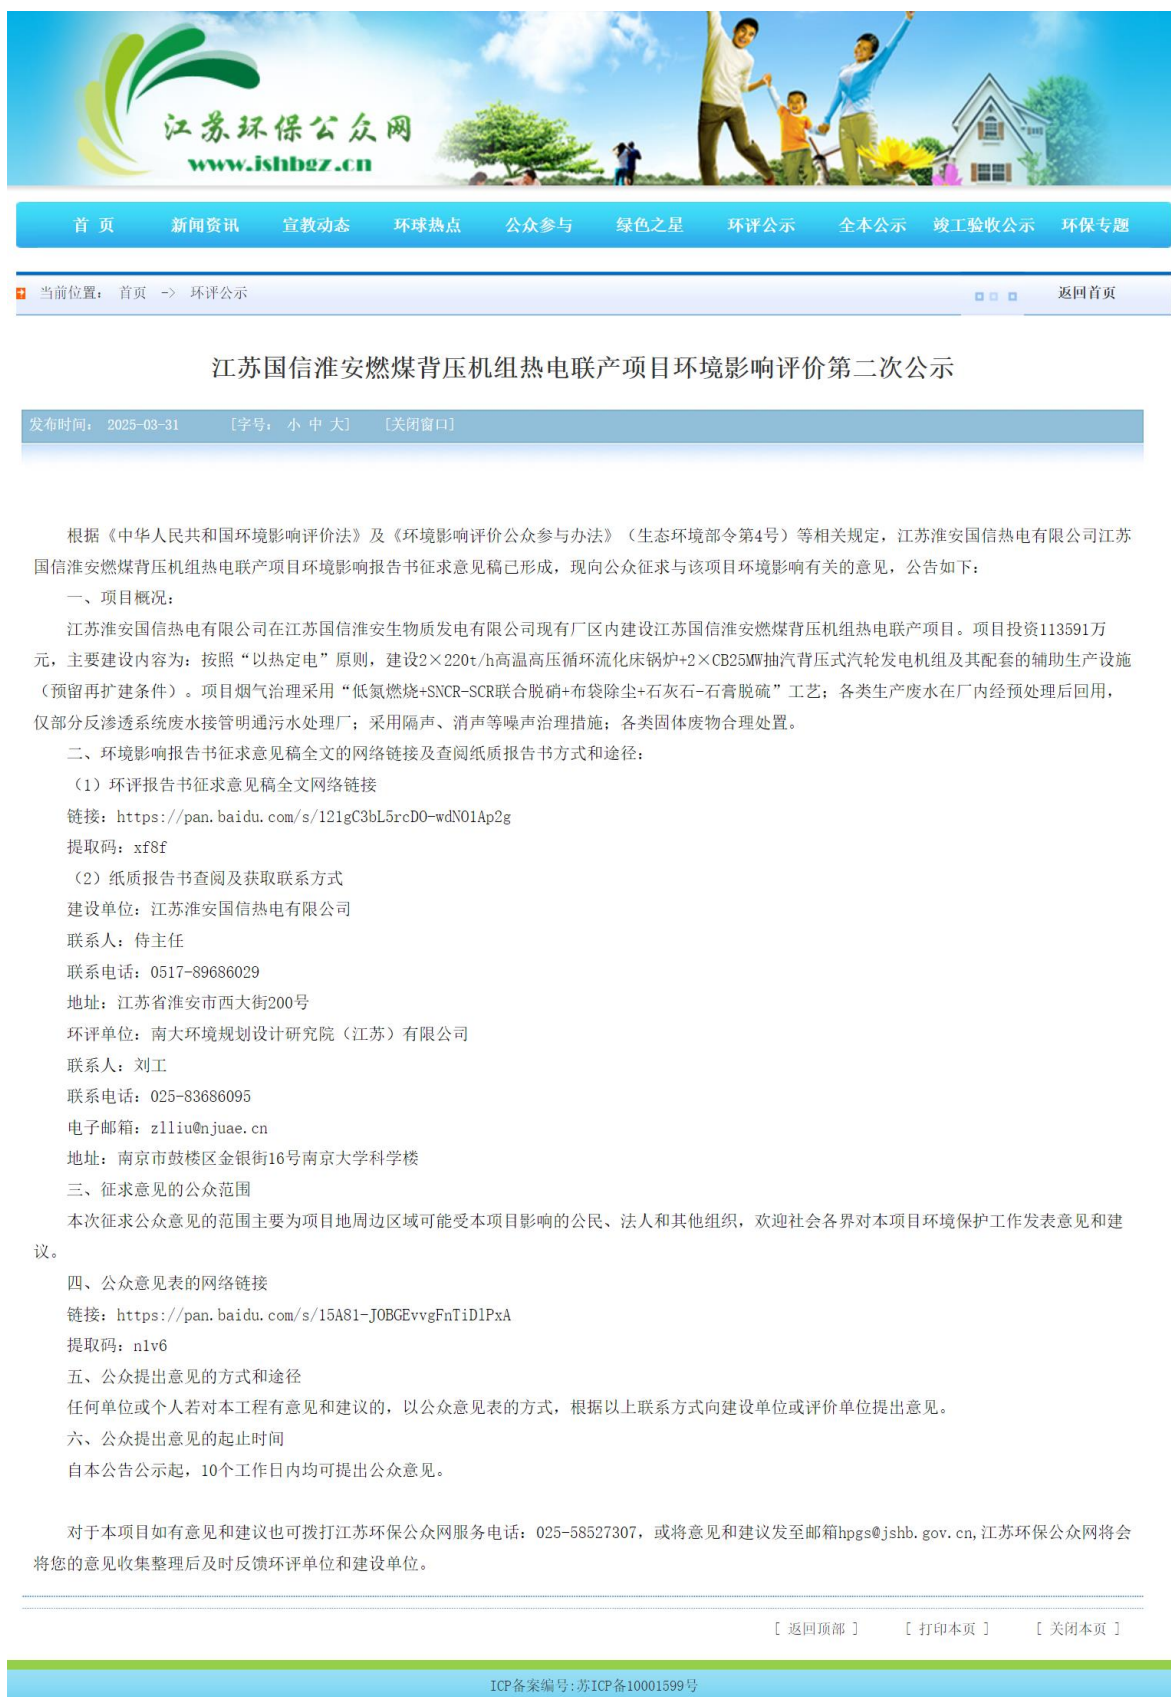 江苏环保公众网
www.jshbgz.cn
首 页 新闻资讯 宣教动态 环球热点 公众参与 绿色之星 环评公示 全本公示 竣工验收公示 环保专题
当前位置： 首页 -> 环评公示 返回首页
江苏国信淮安燃煤背压机组热电联产项目环境影响评价第二次公示
发布时间： 2025-03-31 [字号： 小 中 大] [关闭窗口]
根据《中华人民共和国环境影响评价法》及《环境影响评价公众参与办法》（生态环境部令第4号）等相关规定，江苏淮安国信热电有限公司江苏
国信淮安燃煤背压机组热电联产项目环境影响报告书征求意见稿已形成，现向公众征求与该项目环境影响有关的意见，公告如下：
一、项目概况：
江苏淮安国信热电有限公司在江苏国信淮安生物质发电有限公司现有厂区内建设江苏国信淮安燃煤背压机组热电联产项目。项目投资113591万
元，主要建设内容为：按照“以热定电”原则，建设2×220t/h高温高压循环流化床锅炉+2×CB25MW抽汽背压式汽轮发电机组及其配套的辅助生产设施
（预留再扩建条件）。项目烟气治理采用“低氮燃烧+SNCR-SCR联合脱硝+布袋除尘+石灰石-石膏脱硫”工艺；各类生产废水在厂内经预处理后回用，
仅部分反渗透系统废水接管明通污水处理厂；采用隔声、消声等噪声治理措施；各类固体废物合理处置。
二、环境影响报告书征求意见稿全文的网络链接及查阅纸质报告书方式和途径：
（1）环评报告书征求意见稿全文网络链接
链接：https://pan.baidu.com/s/121gC3bL5rcDO-wdNO1Ap2g
提取码：xf8f
（2）纸质报告书查阅及获取联系方式
建设单位：江苏淮安国信热电有限公司
联系人：侍主任
联系电话：0517-89686029
地址：江苏省淮安市西大街200号
环评单位：南大环境规划设计研究院（江苏）有限公司
联系人：刘工
联系电话：025-83686095
电子邮箱：zlliu@njuae.cn
地址：南京市鼓楼区金银街16号南京大学科学楼
三、征求意见的公众范围
本次征求公众意见的范围主要为项目地周边区域可能受本项目影响的公民、法人和其他组织，欢迎社会各界对本项目环境保护工作发表意见和建
议。
四、公众意见表的网络链接
链接：https://pan.baidu.com/s/15A81-JOBGEvvgFnTiDlPxA
提取码：n1v6
五、公众提出意见的方式和途径
任何单位或个人若对本工程有意见和建议的，以公众意见表的方式，根据以上联系方式向建设单位或评价单位提出意见。
六、公众提出意见的起止时间
自本公告公示起，10个工作日内均可提出公众意见。
对于本项目如有意见和建议也可拨打江苏环保公众网服务电话：025-58527307，或将意见和建议发至邮箱hpgs@jshb.gov.cn,江苏环保公众网将会
将您的意见收集整理后及时反馈环评单位和建设单位。
[ 返回顶部 ] [ 打印本页 ] [ 关闭本页 ]
ICP备案编号:苏ICP备10001599号